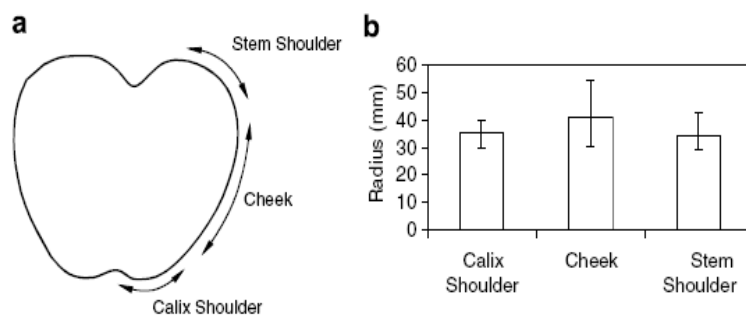 a
Stem Shoulder
Cheek
Calix Shoulder
b
Radius (mm)
60
50
40
30
20
10
0
Calix
Shoulder
Cheek
Stem
Shoulder